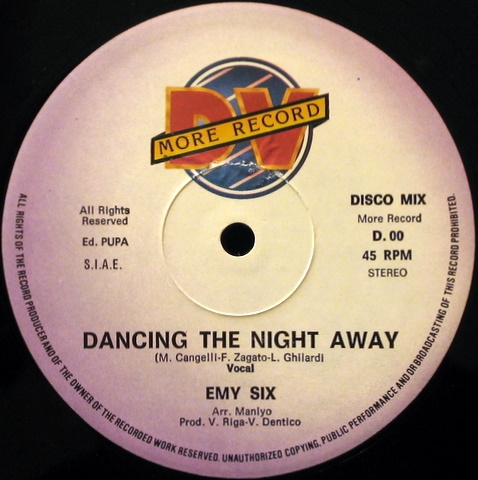 DV
MORE RECORD
All Rights
Reserved
Ed. PUPA
S.I.A.E.
DISCO MIX
More Record
D. 00
45 RPM
STEREO
DANCING THE NIGHT AWAY
(M. Cangelli-F. Zagato-L. Ghilardi
Vocal
EMY SIX
Arr. Manlyo
Prod. V. Riga-V. Dentico
ALL RIGHTS OF THE RECORD PRODUCER AND OF THE OWNER OF THE RECORDED WORK RESERVED. UNAUTHORIZED COPYING, PUBLIC PERFORMANCE AND/OR BROADCASTING OF THIS RECORD PROHIBITED.